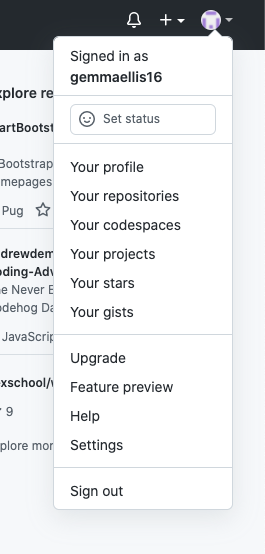 Signed in as
gemmaellis16
xplore re
Set status
artBootst
Bootstrap
mepages
Pug
Your profile
Your repositories
Your codespaces
Your projects
Your stars
Your gists
drewdem
oding-Adv
ne Never E
odehog Da
JavaScrip
Upgrade
Feature preview
Help
Settings
xschool/v
9
plore mor
Sign out